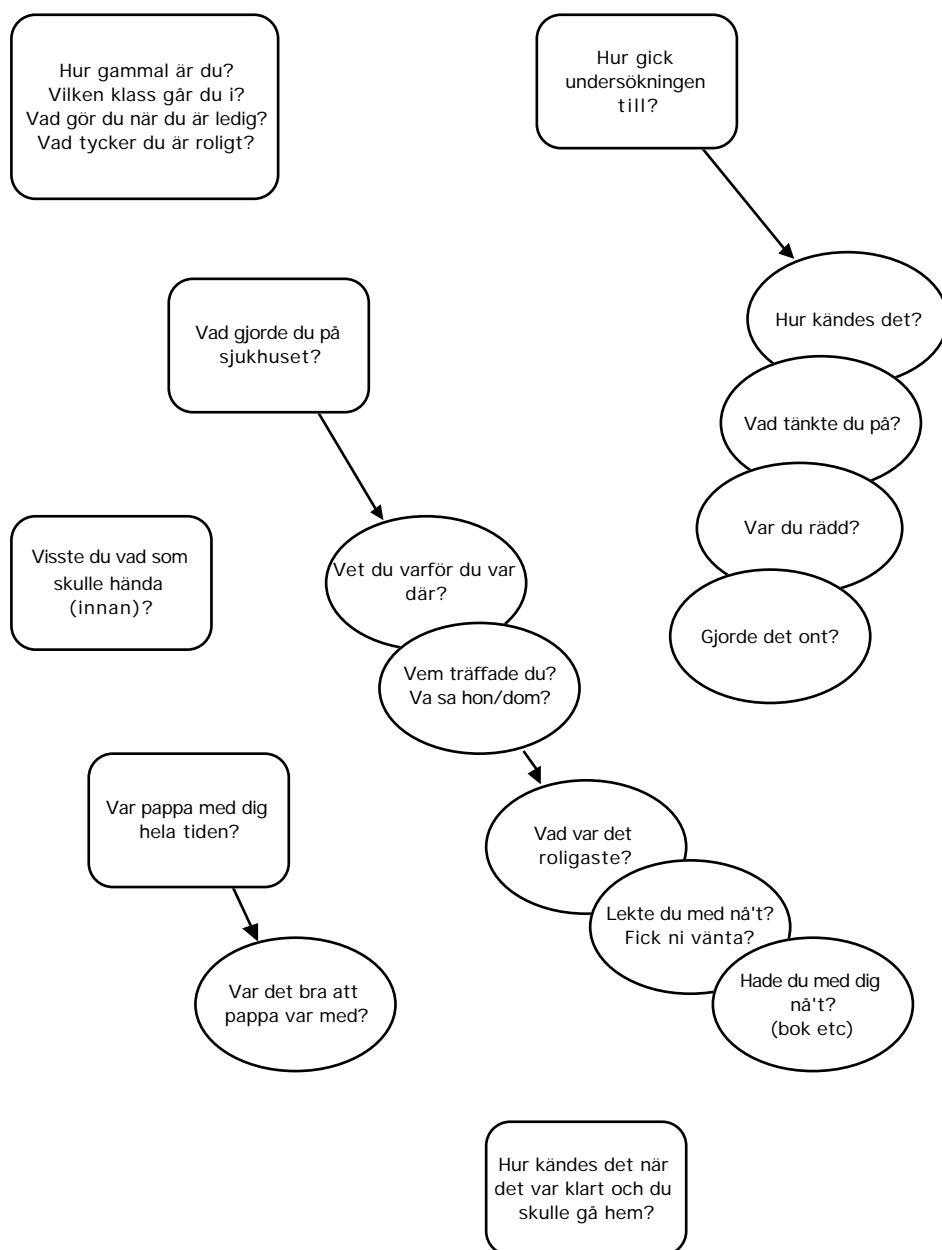 Hur gammal är du?
Vilken klass går du i?
Vad gör du när du är ledig?
Vad tycker du är roligt?
Hur gick
undersökningen
till?
Vad gjorde du på
sjukhuset?
Hur kändes det?
Vad tänkte du på?
Var du rädd?
Gjorde det ont?
Visste du vad som
skulle hända
(innan)?
Vet du varför du var
där?
Vem träffade du?
Va sa hon/dom?
Var pappa med dig
hela tiden?
Var det bra att
pappa var med?
Vad var det
roligaste?
Lekte du med nå't?
Fick ni vänta?
Hade du med dig
nå't?
(bok etc)
Hur kändes det när
det var klart och du
skulle gå hem?